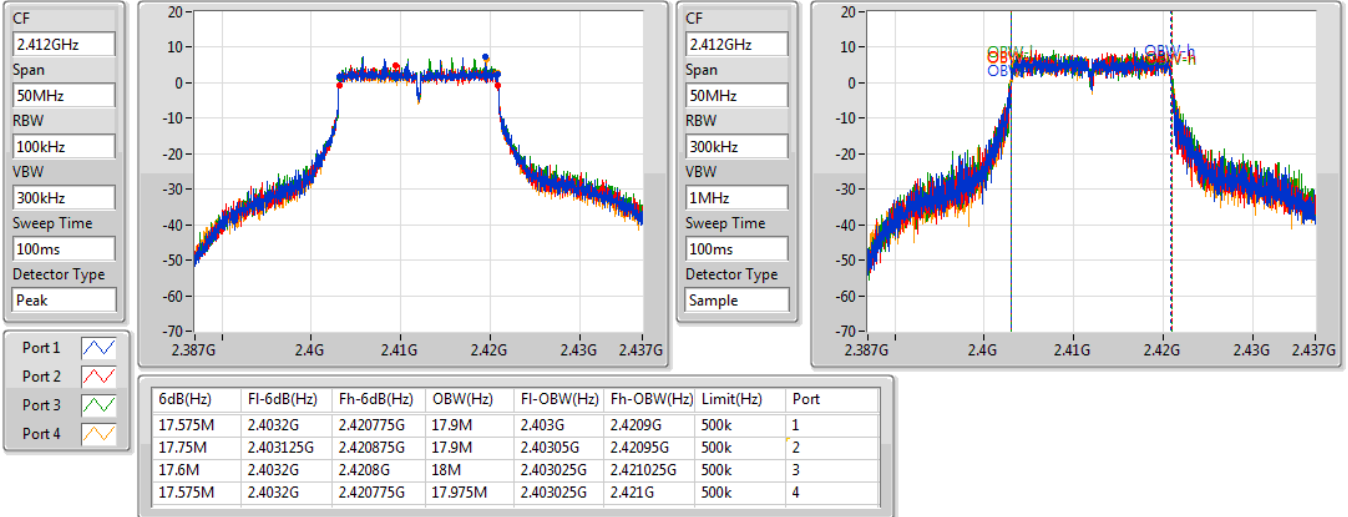 CF
2.412GHz
Span
50MHz
RBW
100kHz
VBW
300kHz
Sweep Time
100ms
Detector Type
Peak
20
10
0
-10
-20
-30
-40
-50
-60
-70
2.387G 2.4G 2.41G 2.42G 2.43G 2.437G
CF
2.412GHz
Span
50MHz
RBW
300kHz
VBW
1MHz
Sweep Time
100ms
Detector Type
Sample
20
10
0
-10
-20
-30
-40
-50
-60
-70
OBW-h
OBW-h
2.387G 2.4G 2.41G 2.42G 2.43G 2.437G
Port 1
Port 2
Port 3
Port 4
6dB(Hz) Fl-6dB(Hz) Fh-6dB(Hz) OBW(Hz) Fl-OBW(Hz) Fh-OBW(Hz) Limit(Hz) Port
17.575M 2.4032G 2.420775G 17.9M 2.403G 2.4209G 500k 1
17.75M 2.403125G 2.420875G 17.9M 2.40305G 2.42095G 500k 2
17.6M 2.4032G 2.4208G 18M 2.403025G 2.421025G 500k 3
17.575M 2.4032G 2.420775G 17.975M 2.403025G 2.421G 500k 4